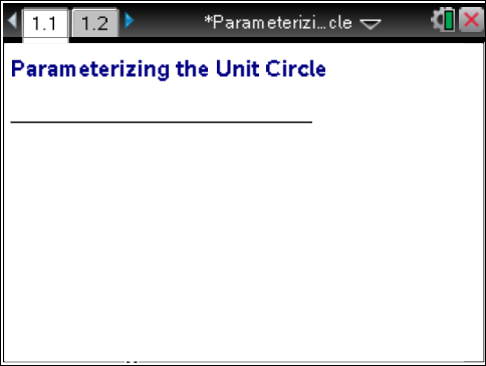 1.1 1.2 *Parameterizi...cle
Parameterizing the Unit Circle